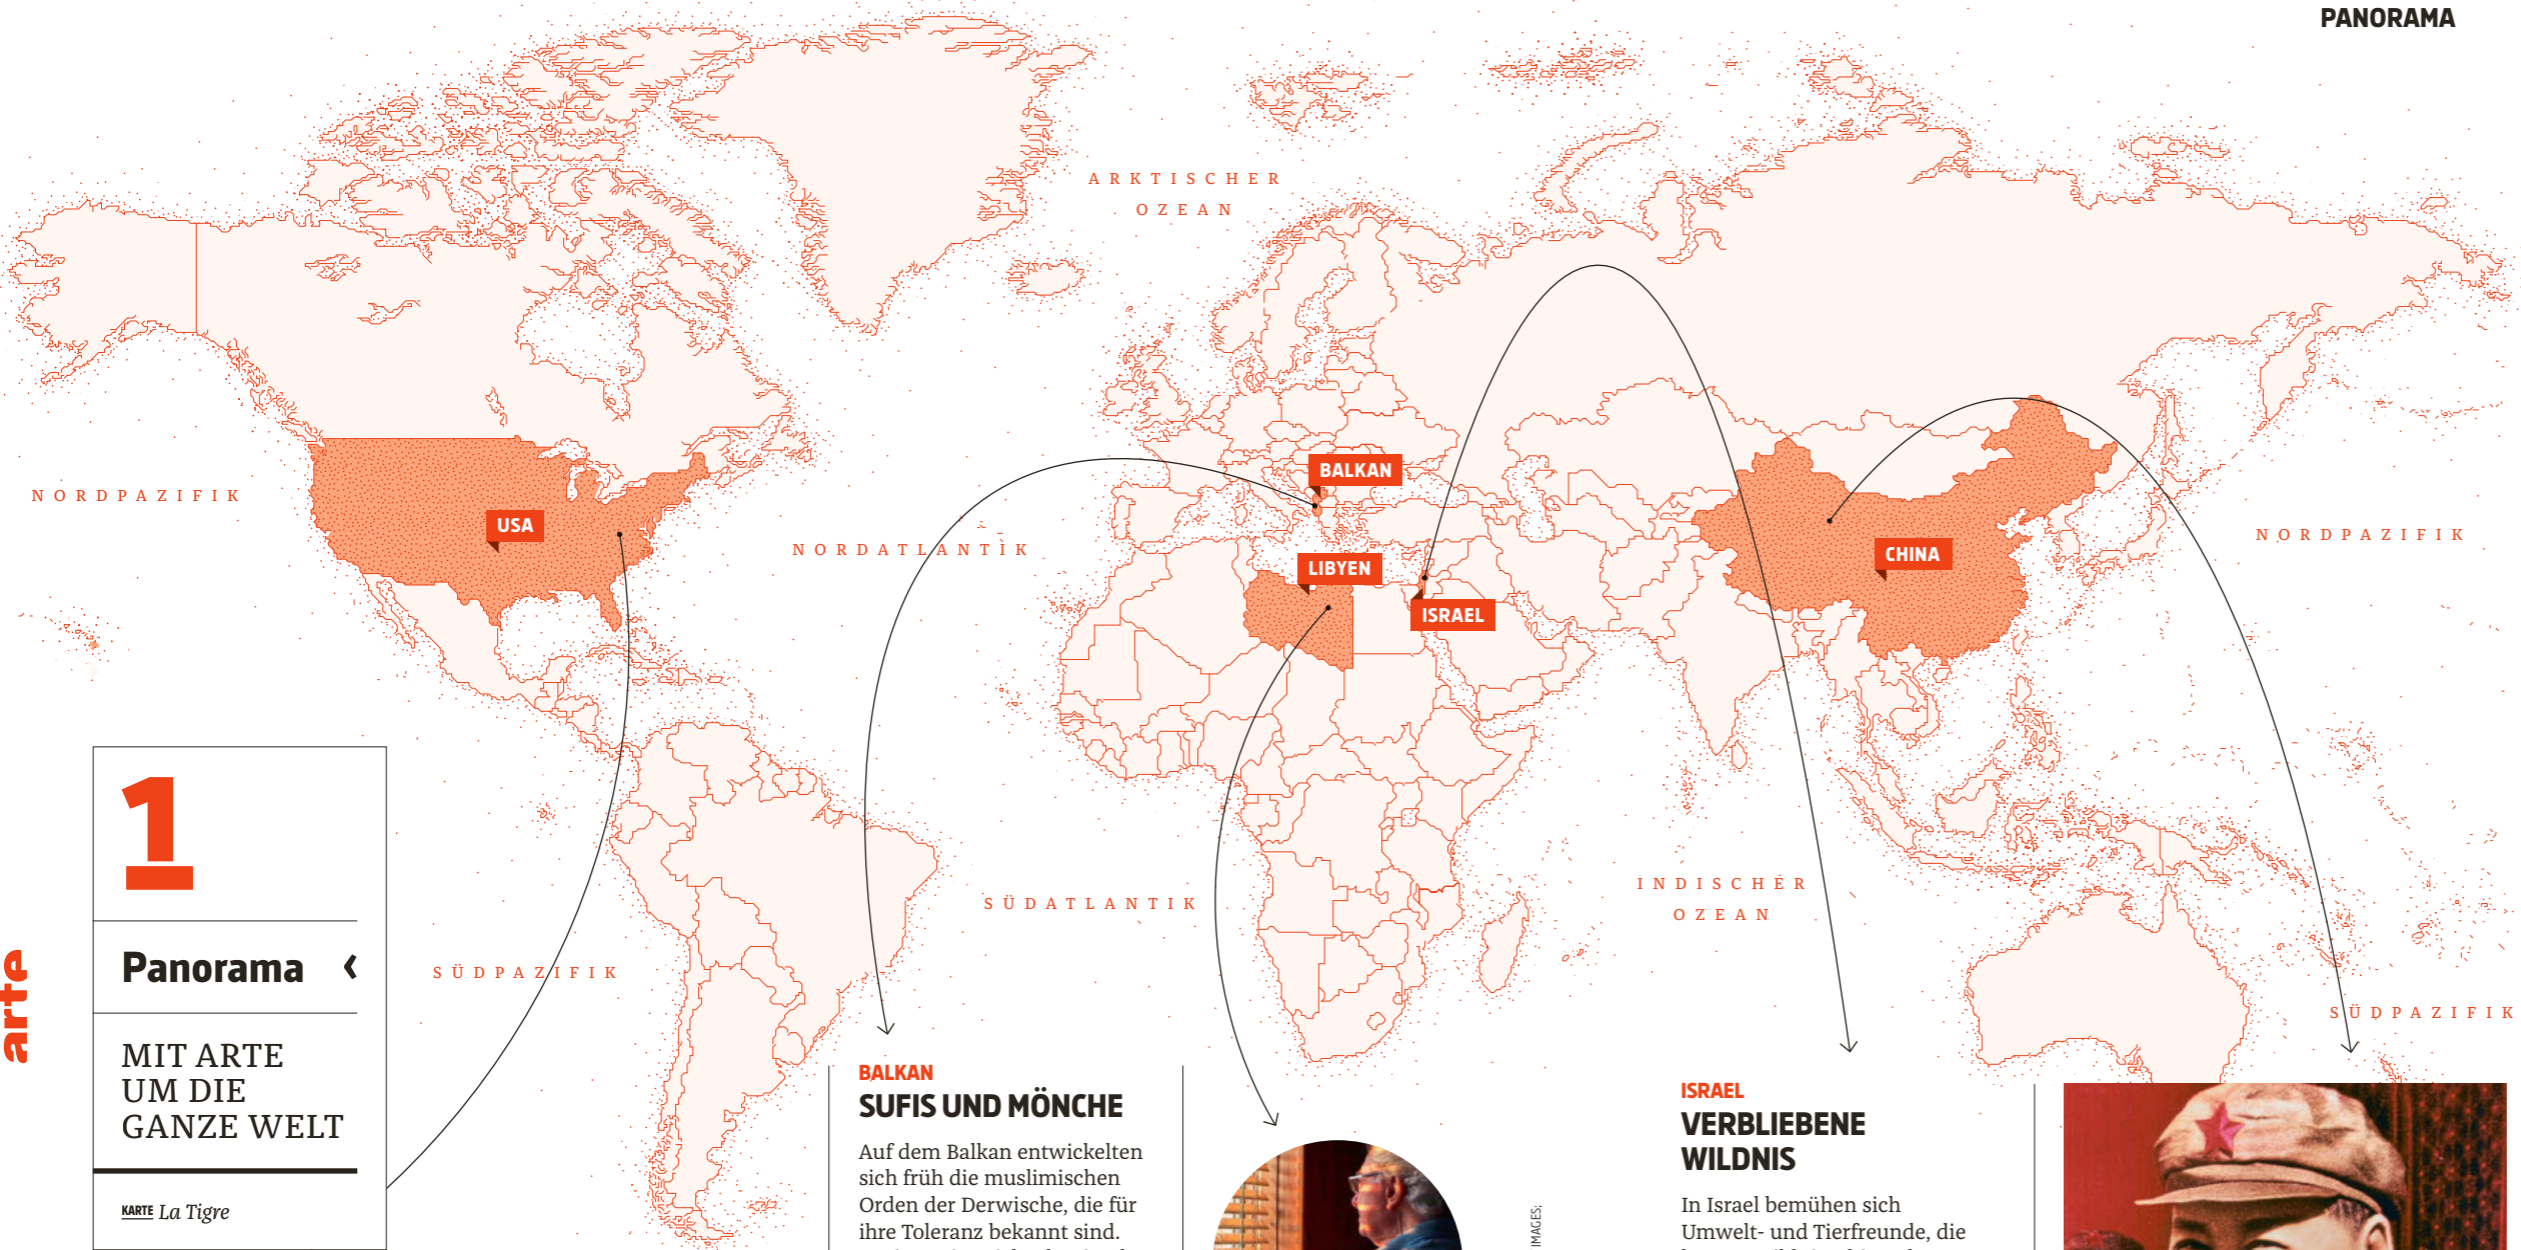 PANORAMA
ARKTISCHER
OZEAN
BALKAN
NORDPAZIFIK
USA
NORDATLANTIK
LIBYEN
ISRAEL
CHINA
NORDPAZIFIK
1
Panorama ‹
MIT ARTE
UM DIE
GANZE WELT
KARTE La Tigre
arte
SÜDPAZIFIK
SÜDATLANTIK
INDISCHER
OZEAN
SÜDPAZIFIK
BALKAN
SUFIS UND MÖNCHE
Auf dem Balkan entwickelten
sich früh die muslimischen
Orden der Derwische, die für
ihre Toleranz bekannt sind.
IMAGES;
ISRAEL
VERBLIEBENE
WILDNIS
In Israel bemühen sich
Umwelt- und Tierfreunde, die